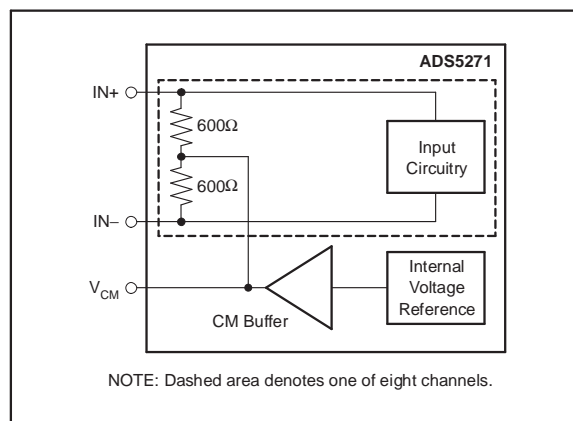 ADS5271
IN+
600Ω
600Ω
Input
Circuitry
IN–
V_CM
CM Buffer
Internal
Voltage
Reference
NOTE: Dashed area denotes one of eight channels.